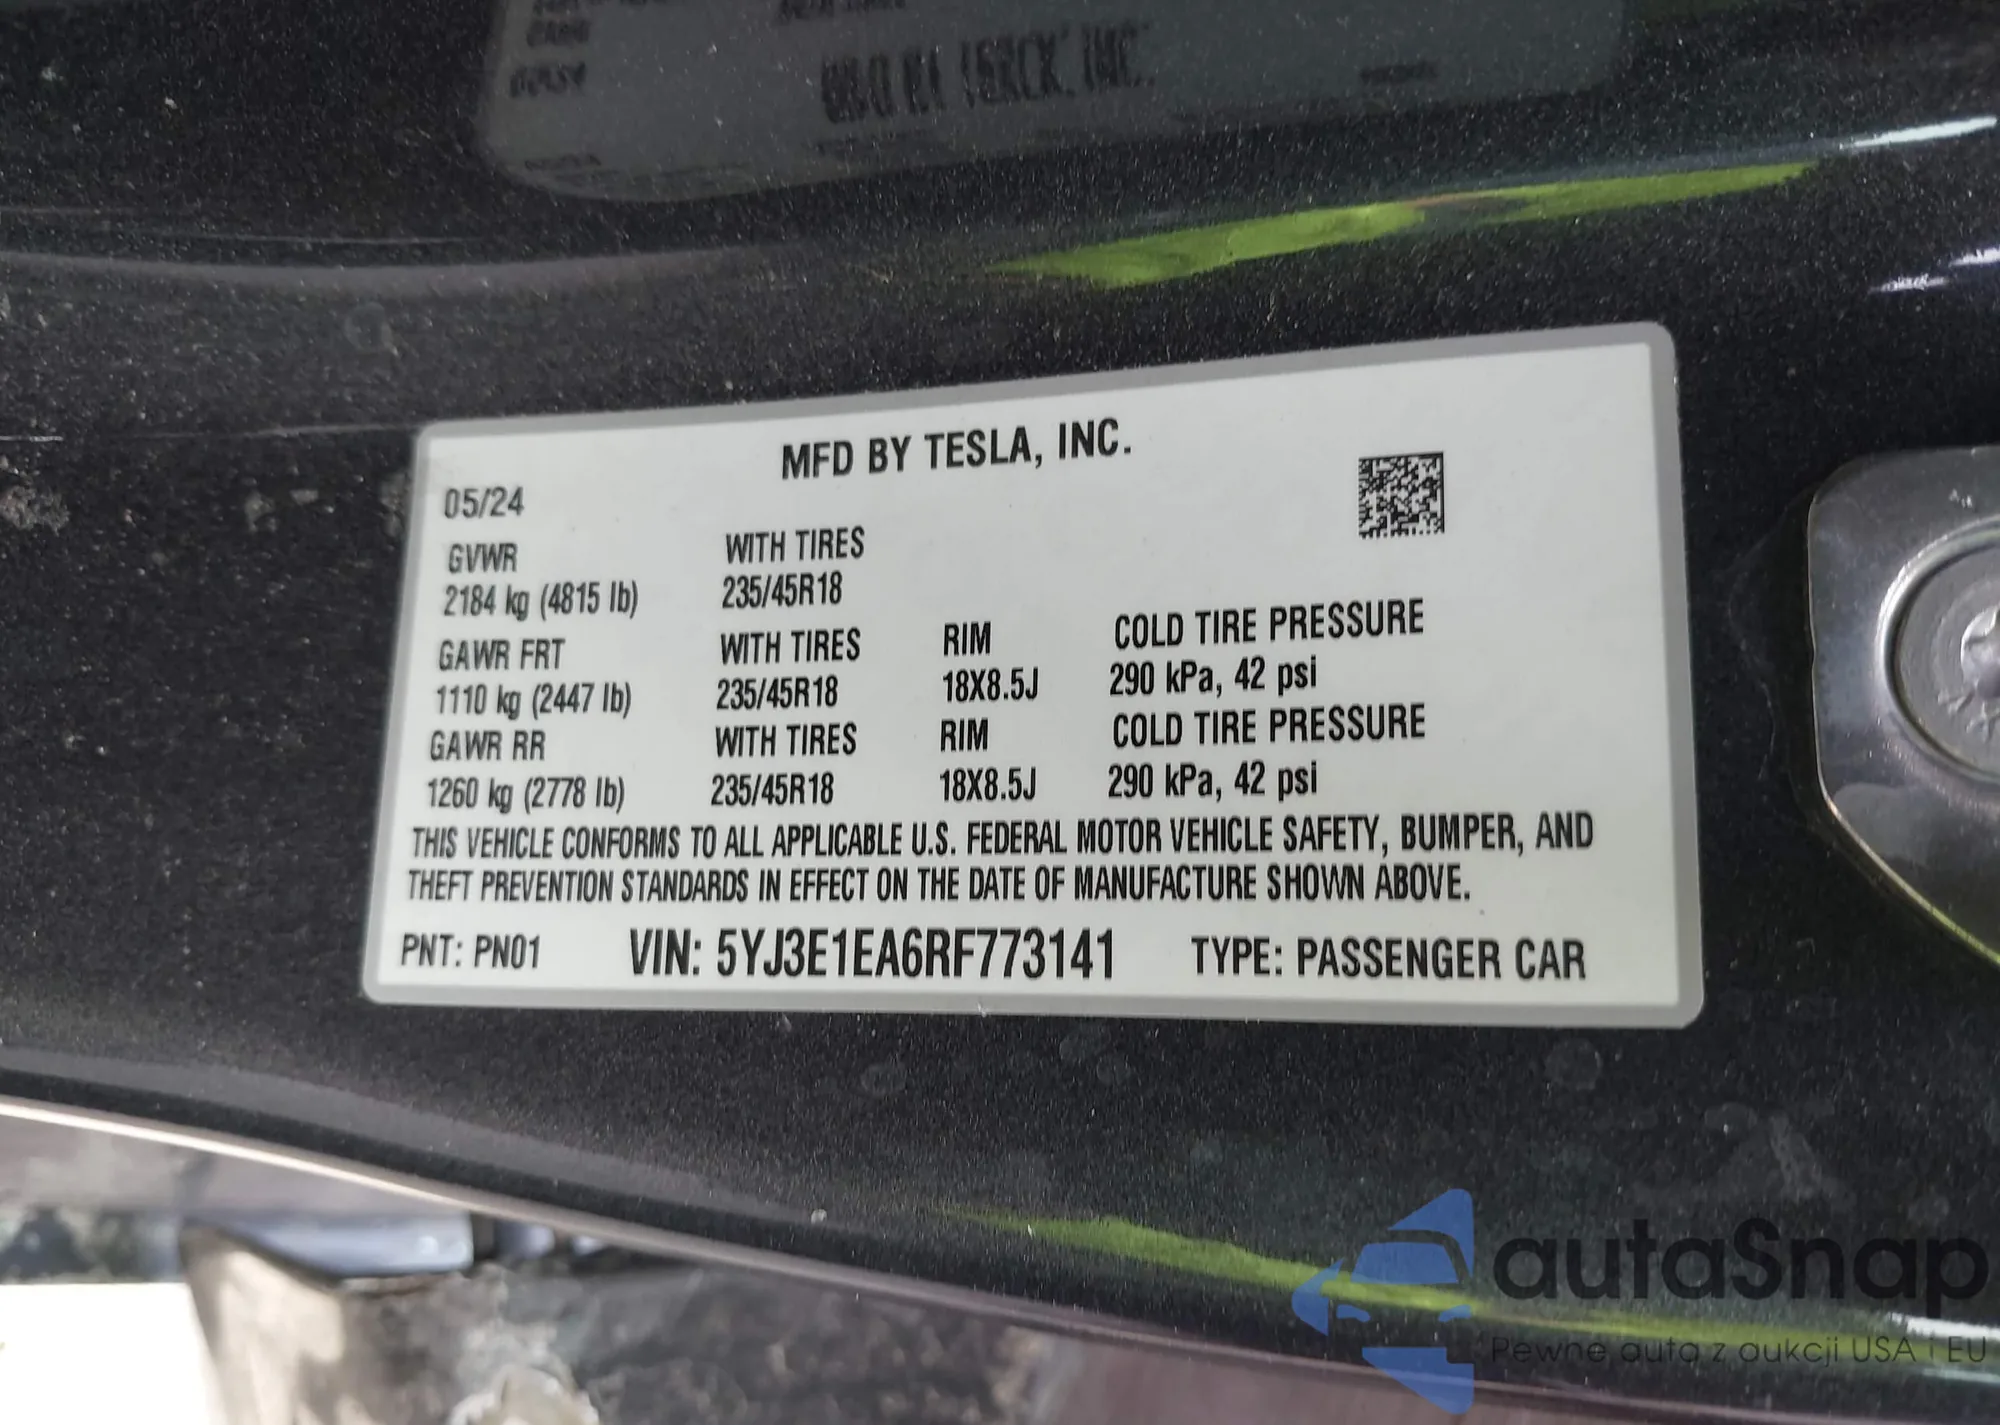 MFD BY TESLA, INC.
05/24
GVWR WITH TIRES
2184 kg (4815 lb) 235/45R18
GAWR FRT WITH TIRES RIM COLD TIRE PRESSURE
1110 kg (2447 lb) 235/45R18 18X8.5J 290 kPa, 42 psi
GAWR RR WITH TIRES RIM COLD TIRE PRESSURE
1260 kg (2778 lb) 235/45R18 18X8.5J 290 kPa, 42 psi
THIS VEHICLE CONFORMS TO ALL APPLICABLE U.S. FEDERAL MOTOR VEHICLE SAFETY, BUMPER, AND
THEFT PREVENTION STANDARDS IN EFFECT ON THE DATE OF MANUFACTURE SHOWN ABOVE.
PNT: PN01 VIN: 5YJ3E1EA6RF773141 TYPE: PASSENGER CAR
autaSnap
Pewne auta z aukcji USA i EU